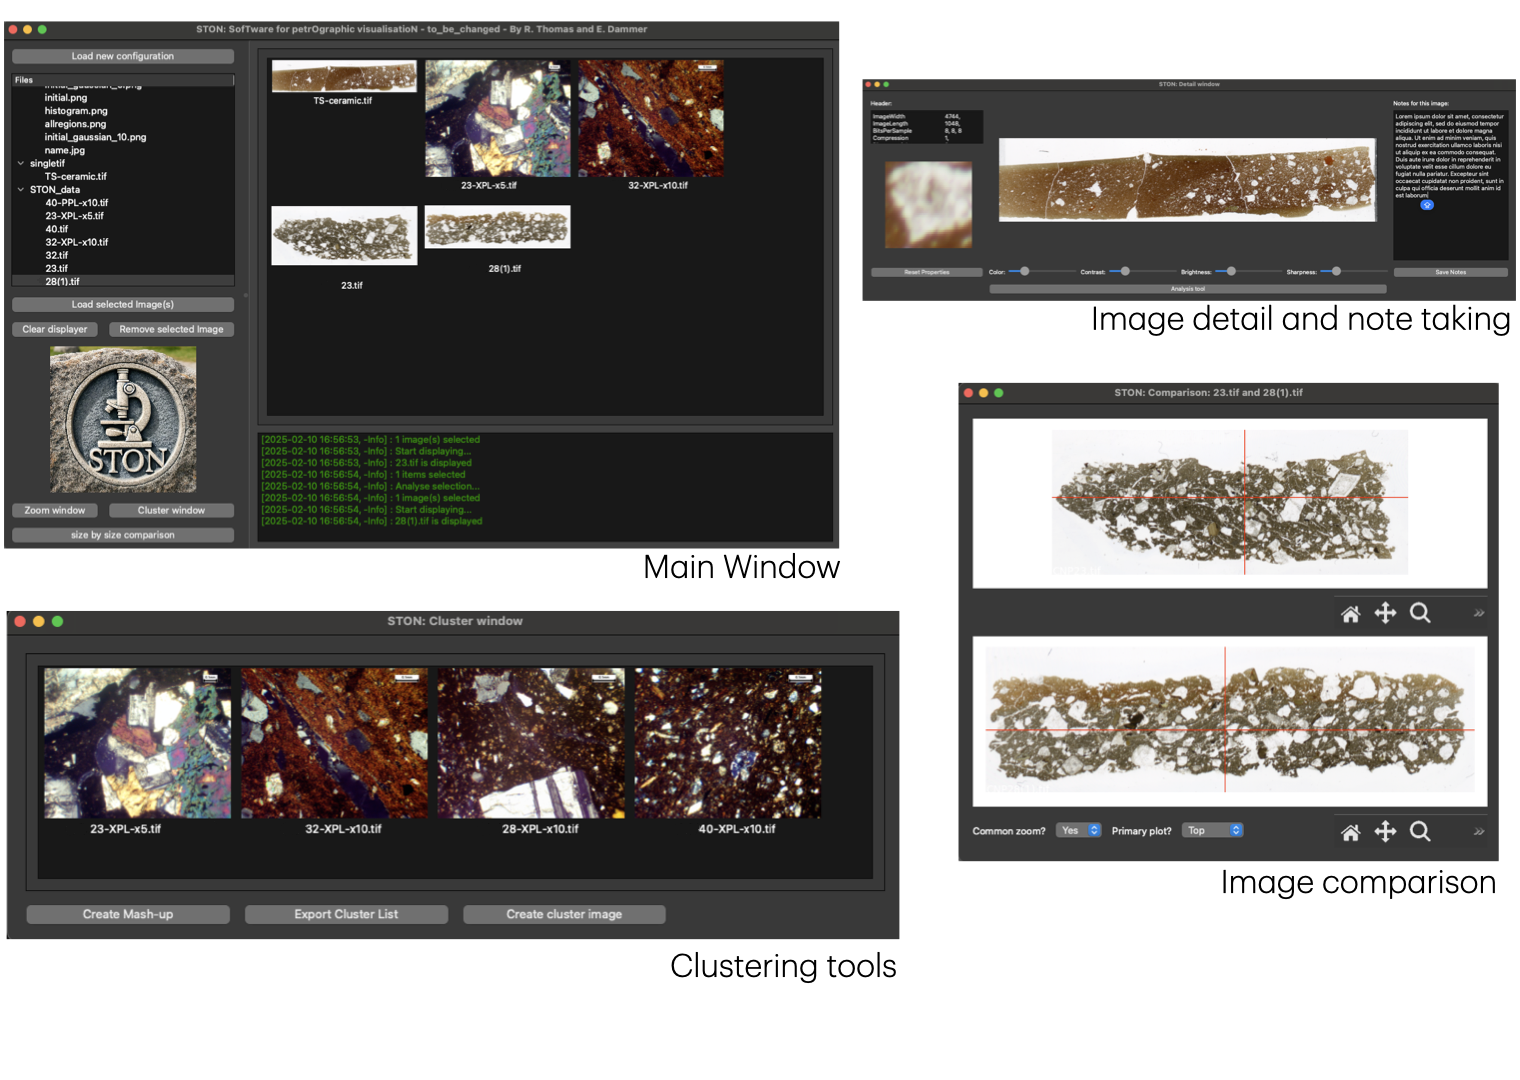 STON: SofTware for petrOgraphic visualisatioN - to_be_changed - By R. Thomas and E. Dammer
Load new configuration
Files
initial_gaussian_5.png
initial.png
histogram.png
allregions.png
initial_gaussian_10.png
name.jpg
singletif
TS-ceramic.tif
STON_data
40-PPL-x10.tif
23-XPL-x5.tif
40.tif
32-XPL-x10.tif
32.tif
23.tif
28(1).tif
Load selected Image(s)
Clear displayer
Remove selected Image
STON
Zoom window
Cluster window
size by size comparison
TS-ceramic.tif
23-XPL-x5.tif
32-XPL-x10.tif
23.tif
28(1).tif
[2025-02-10 16:56:53, -Info] : 1 image(s) selected
[2025-02-10 16:56:53, -Info] : Start displaying...
[2025-02-10 16:56:53, -Info] : 23.tif is displayed
[2025-02-10 16:56:54, -Info] : 1 items selected
[2025-02-10 16:56:54, -Info] : Analyse selection...
[2025-02-10 16:56:54, -Info] : 1 image(s) selected
[2025-02-10 16:56:54, -Info] : Start displaying...
[2025-02-10 16:56:54, -Info] : 28(1).tif is displayed
Main Window
STON: Detail window
Header:
ImageWidth 4744,
ImageLength 1048,
BitsPerSample 8, 8, 8
Compression 1,
Reset Properties
Color:
Contrast:
Brightness:
Sharpness:
Analysis tool
Notes for this image:
Lorem ipsum dolor sit amet, consectetur
adipiscing elit, sed do eiusmod tempor
incididunt ut labore et dolore magna
aliqua. Ut enim ad minim veniam, quis
nostrud exercitation ullamco laboris nisi
ut aliquip ex ea commodo consequat.
Duis aute irure dolor in reprehenderit in
voluptate velit esse cillum dolore eu
fugiat nulla pariatur. Excepteur sint
occaecat cupidatat non proident, sunt in
culpa qui officia deserunt mollit anim id
est laborum
Save Notes
Image detail and note taking
STON: Comparison: 23.tif and 28(1).tif
Common zoom? Yes Primary plot? Top
Image comparison
STON: Cluster window
23-XPL-x5.tif
32-XPL-x10.tif
28-XPL-x10.tif
40-XPL-x10.tif
Create Mash-up
Export Cluster List
Create cluster image
Clustering tools